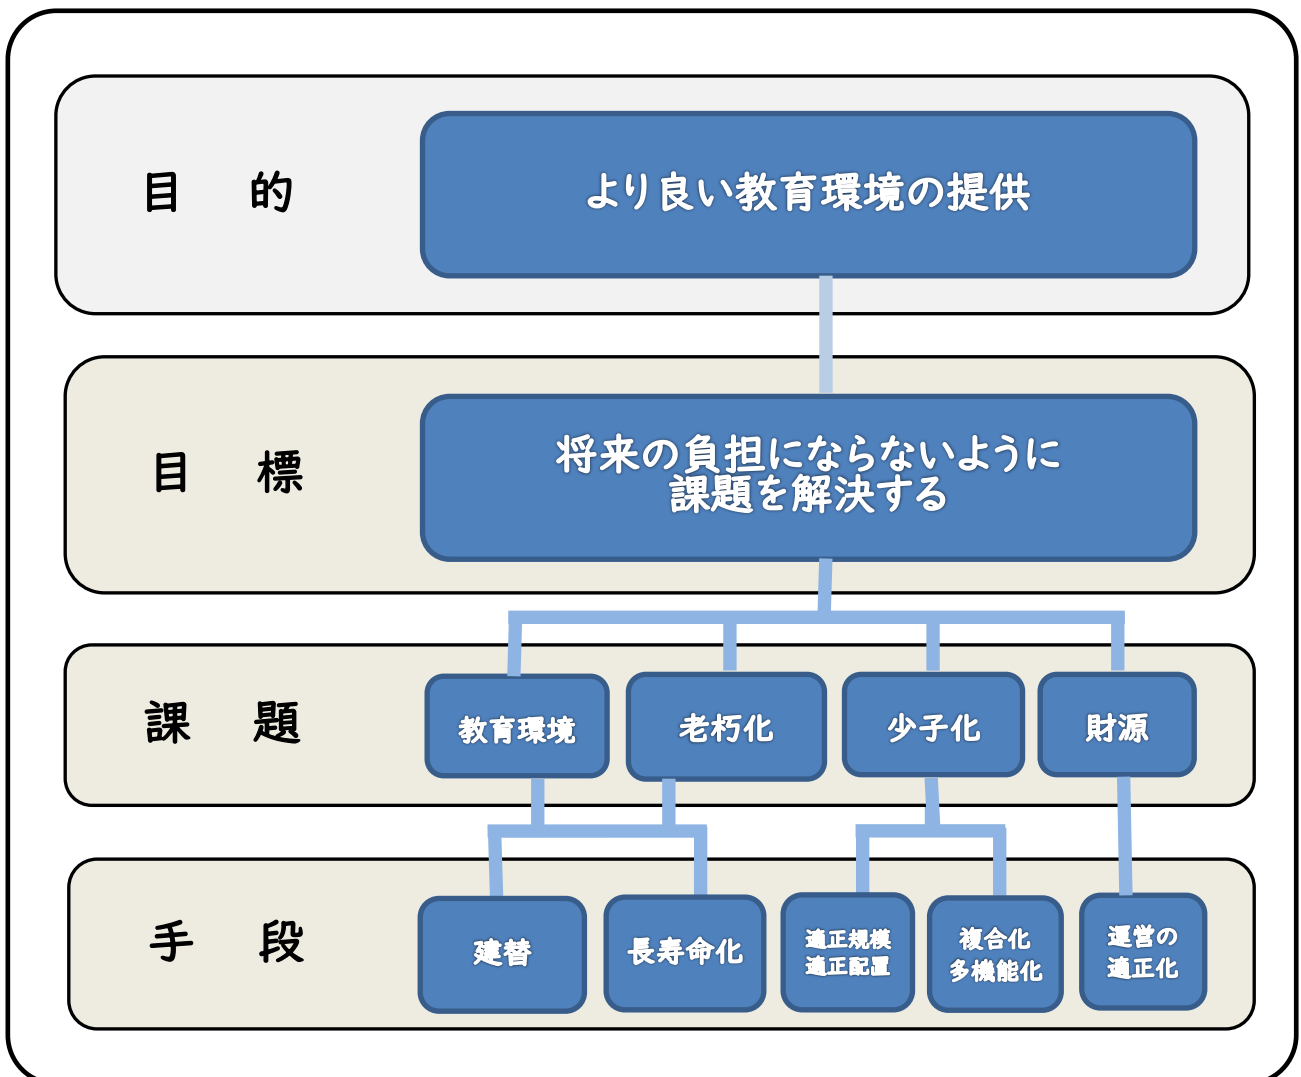 目 的
より良い教育環境の提供
目 標
将来の負担にならないように
課題を解決する
課 題
教育環境
老朽化
少子化
財源
手 段
建替
長寿命化
適正規模
適正配置
複合化
多機能化
運営の
適正化